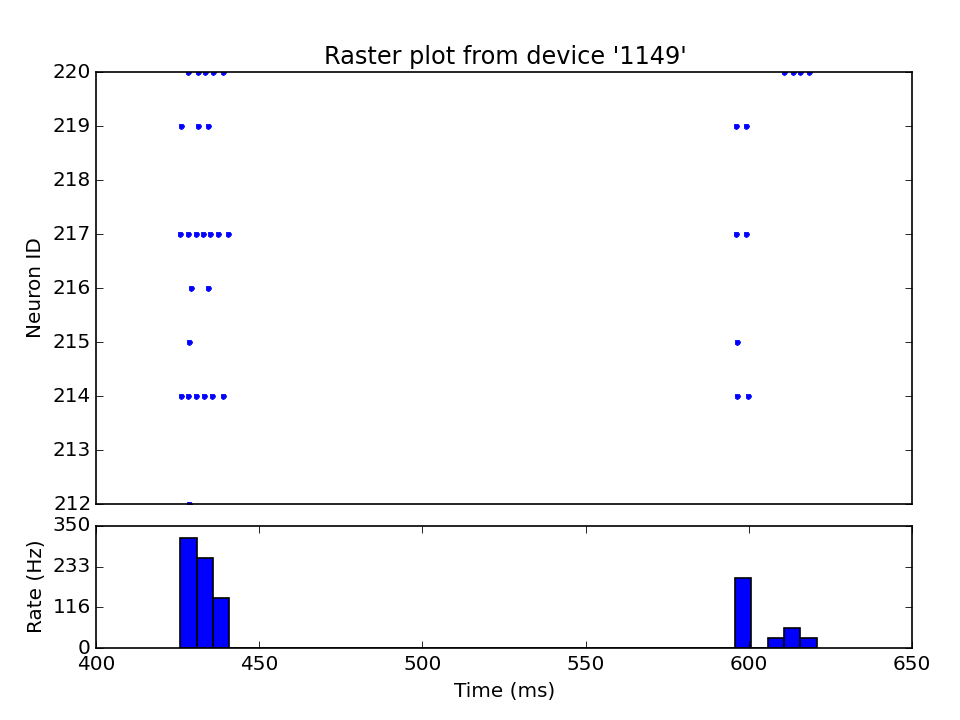 Raster plot from device '1149'
220
219
218
217
216
215
214
213
212
Neuron ID
350
233
116
0
Rate (Hz)
400 450 500 550 600 650
Time (ms)